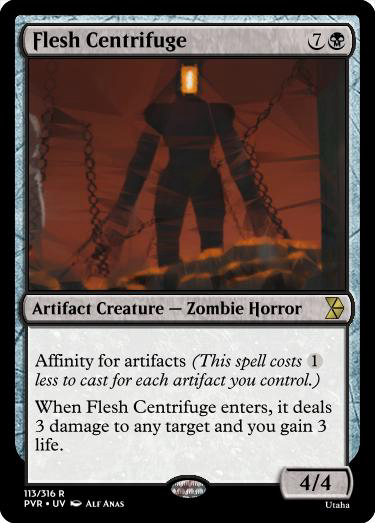 Flesh Centrifuge 7
Artifact Creature — Zombie Horror
Affinity for artifacts (This spell costs 1
less to cast for each artifact you control.)
When Flesh Centrifuge enters, it deals
3 damage to any target and you gain 3
life.
4/4
113/316 R
PVR • UV Alf Anas
Utaha